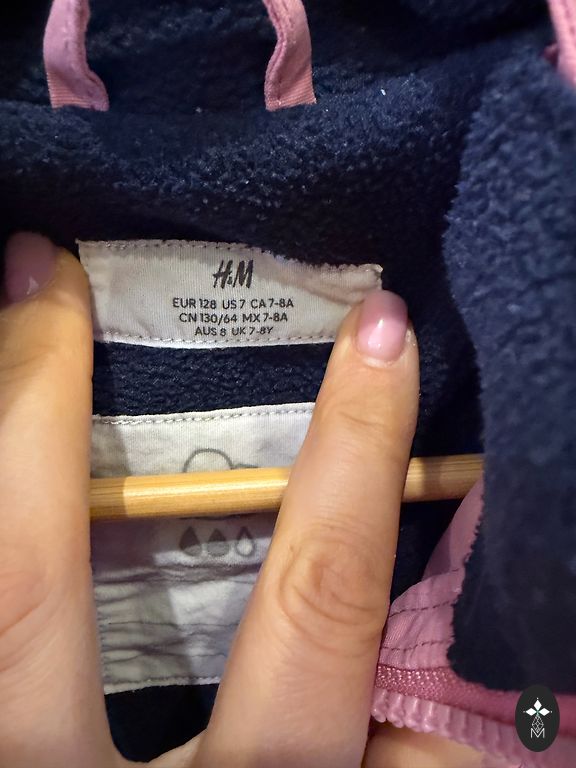 H&M
EUR 128 US 7 CA 7-8A
CN 130/64 MX 7-8A
AUS 8 UK 7-8Y